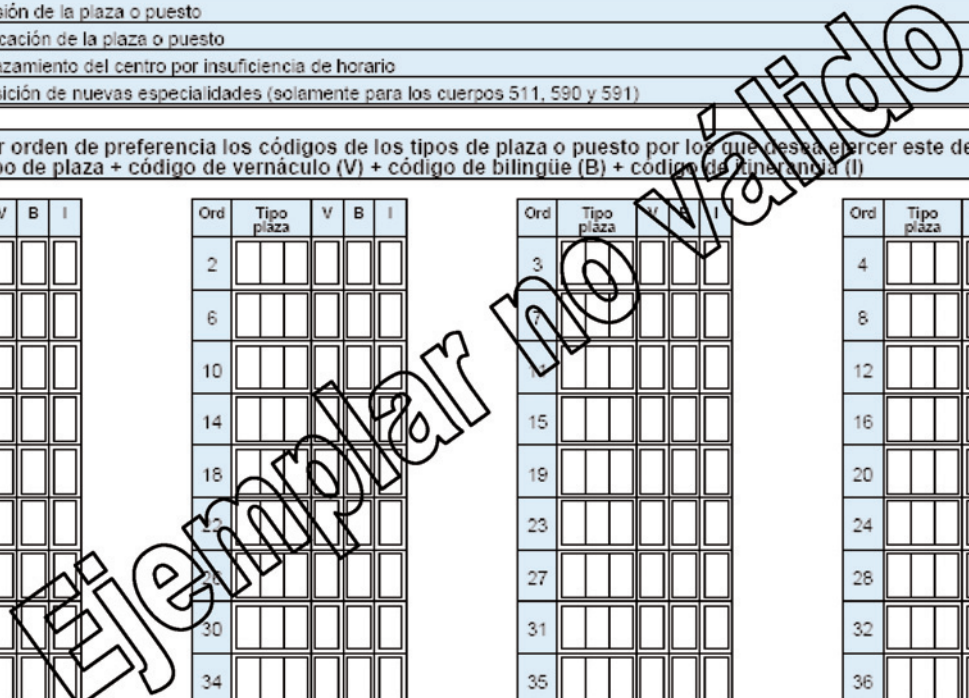 sión de la plaza o puesto
cación de la plaza o puesto
azamiento del centro por insuficiencia de horario
sición de nuevas especialidades (solamente para los cuerpos 511, 590 y 591)
r orden de preferencia los códigos de los tipos de plaza o puesto por los que desea ejercer este de
po de plaza + código de vernáculo (V) + código de bilingüe (B) + código de itinerancia (I)
V B I Ord Tipo plaza V B I Ord Tipo plaza V B I Ord Tipo plaza
2 3 4
6 7 8
10 11 12
14 15 16
18 19 20
22 23 24
26 27 28
30 31 32
34 35 36
Ejemplar no válido